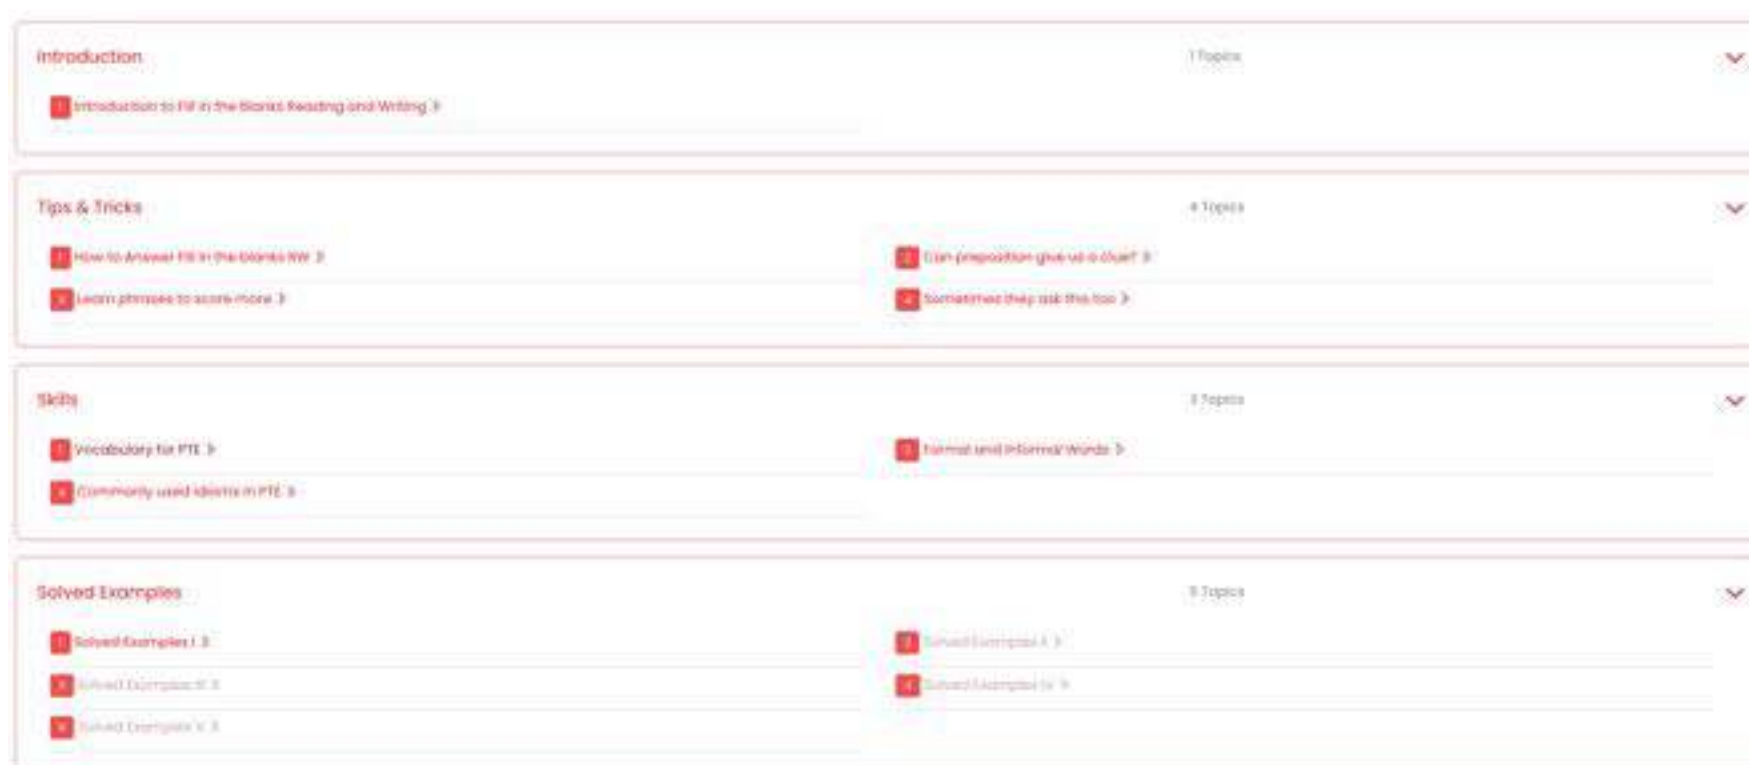 Introduction 1 Topics
1 Introduction to Fill in the Blanks Reading and Writing >
Tips & Tricks 4 Topics
1 How to Answer Fill in the blanks RW > 2 Can preposition give us a clue? >
3 Learn phrases to score more > 4 Sometimes they ask this too >
Skills 3 Topics
1 Vocabulary for PTE > 2 Formal and Informal Words >
3 Commonly used idioms in PTE >
Solved Examples 5 Topics
1 Solved Examples I > 2 Solved Examples II >
3 Solved Examples III > 4 Solved Examples IV >
5 Solved Examples V >